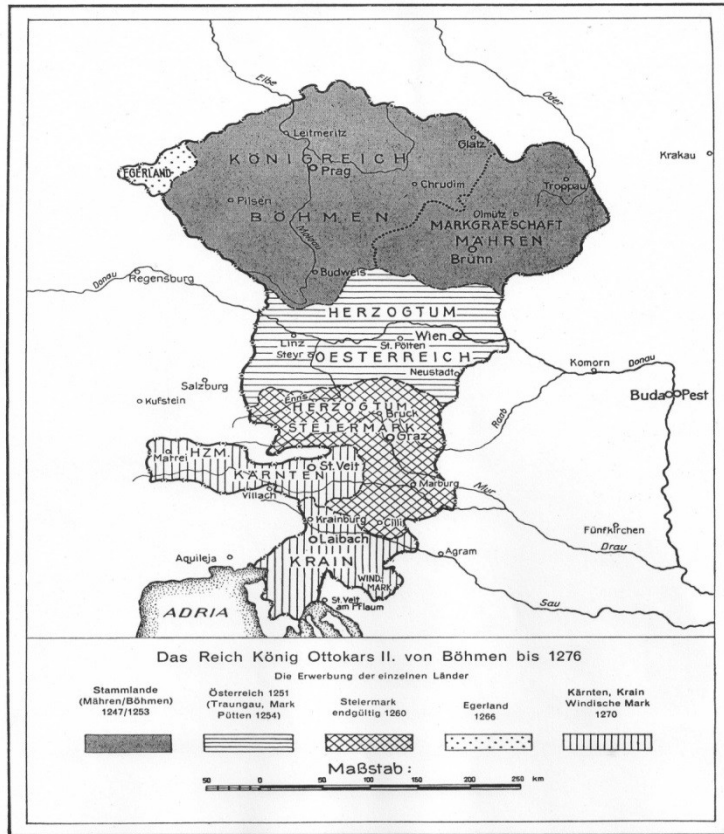 Elbe
Oder
Leitmeritz
Glatz
Krakau
KÖNIGREICH
EGERLAND
Prag
Chrudim
Troppau
Pilsen
Olmütz
BÖHMEN
MARKGRAFSCHAFT
MÄHREN
Moldau
Brühn
Budweis
Donau
Regensburg
HERZOGTUM
Linz
Wien
St.Pölten
Steyr
OESTERREICH
Neustadt
Komorn
Donau
Salzburg
Kufstein
Enns
HERZOGTUM
Bruck
Buda
Pest
STEIERMARK
Graz
Raab
Matrei
HZM.
St.Veit
KÄRNTEN
Villach
Marburg
Mur
Krainburg
Cilli
Fünfkirchen
Laibach
Drau
Aquileja
Agram
KRAIN
WIND.
MARK
Sau
ADRIA
St.Veit
am Pflaum
Das Reich König Ottokars II. von Böhmen bis 1276
Die Erwerbung der einzelnen Länder
Stammlande
(Mähren/Böhmen)
1247/1253
Österreich 1251
(Traungau, Mark
Pütten 1254)
Steiermark
endgültig 1260
Egerland
1266
Kärnten, Krain
Windische Mark
1270
Maßstab:
50 0 50 100 150 200 250 km